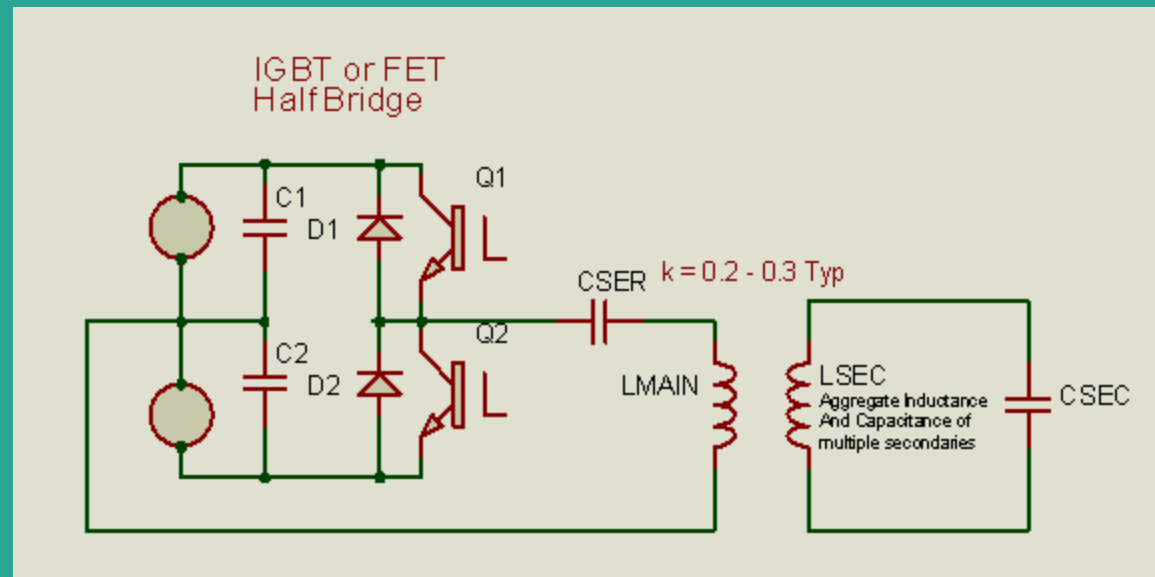 IGBT or FET
Half Bridge
C1
D1
Q1
CSER
k = 0.2 - 0.3 Typ
C2
D2
Q2
LMAIN
LSEC
Aggregate Inductance
And Capacitance of
multiple secondaries
CSEC